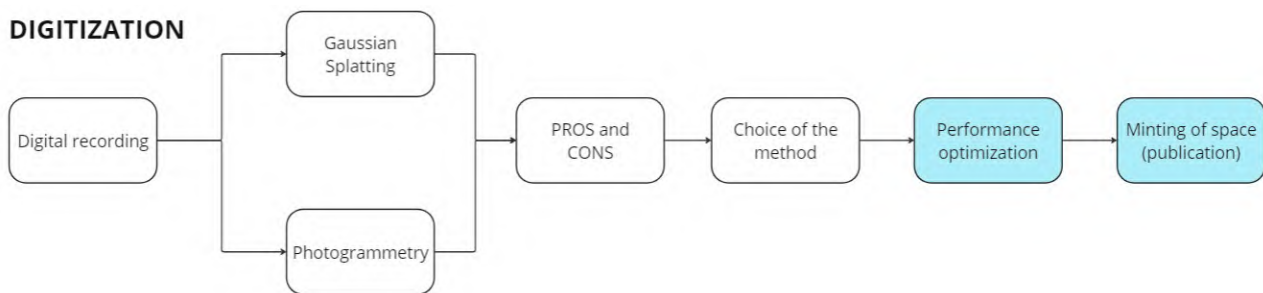 DIGITIZATION
Digital recording
Gaussian
Splatting
Photogrammetry
PROS and
CONS
Choice of the
method
Performance
optimization
Minting of space
(publication)